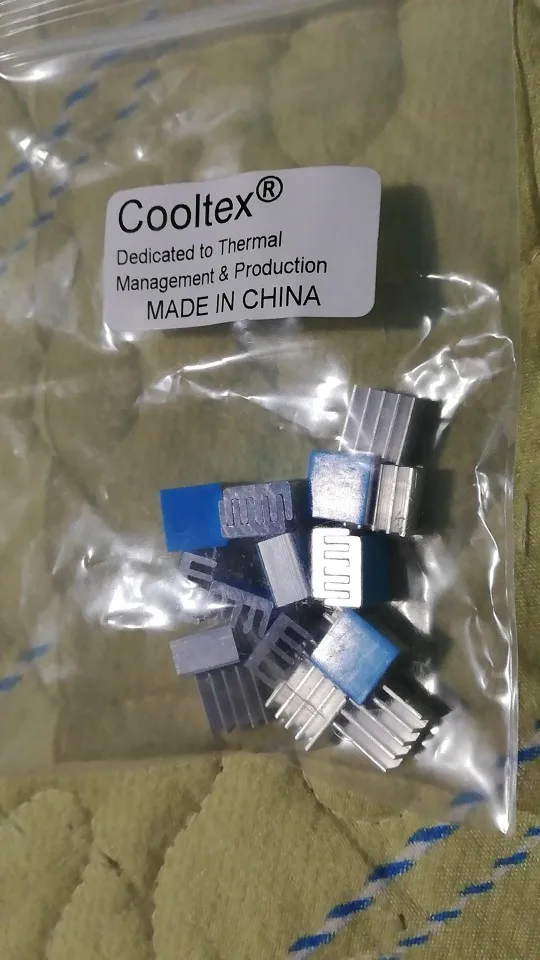 Cooltex®
Dedicated to Thermal
Management & Production
MADE IN CHINA